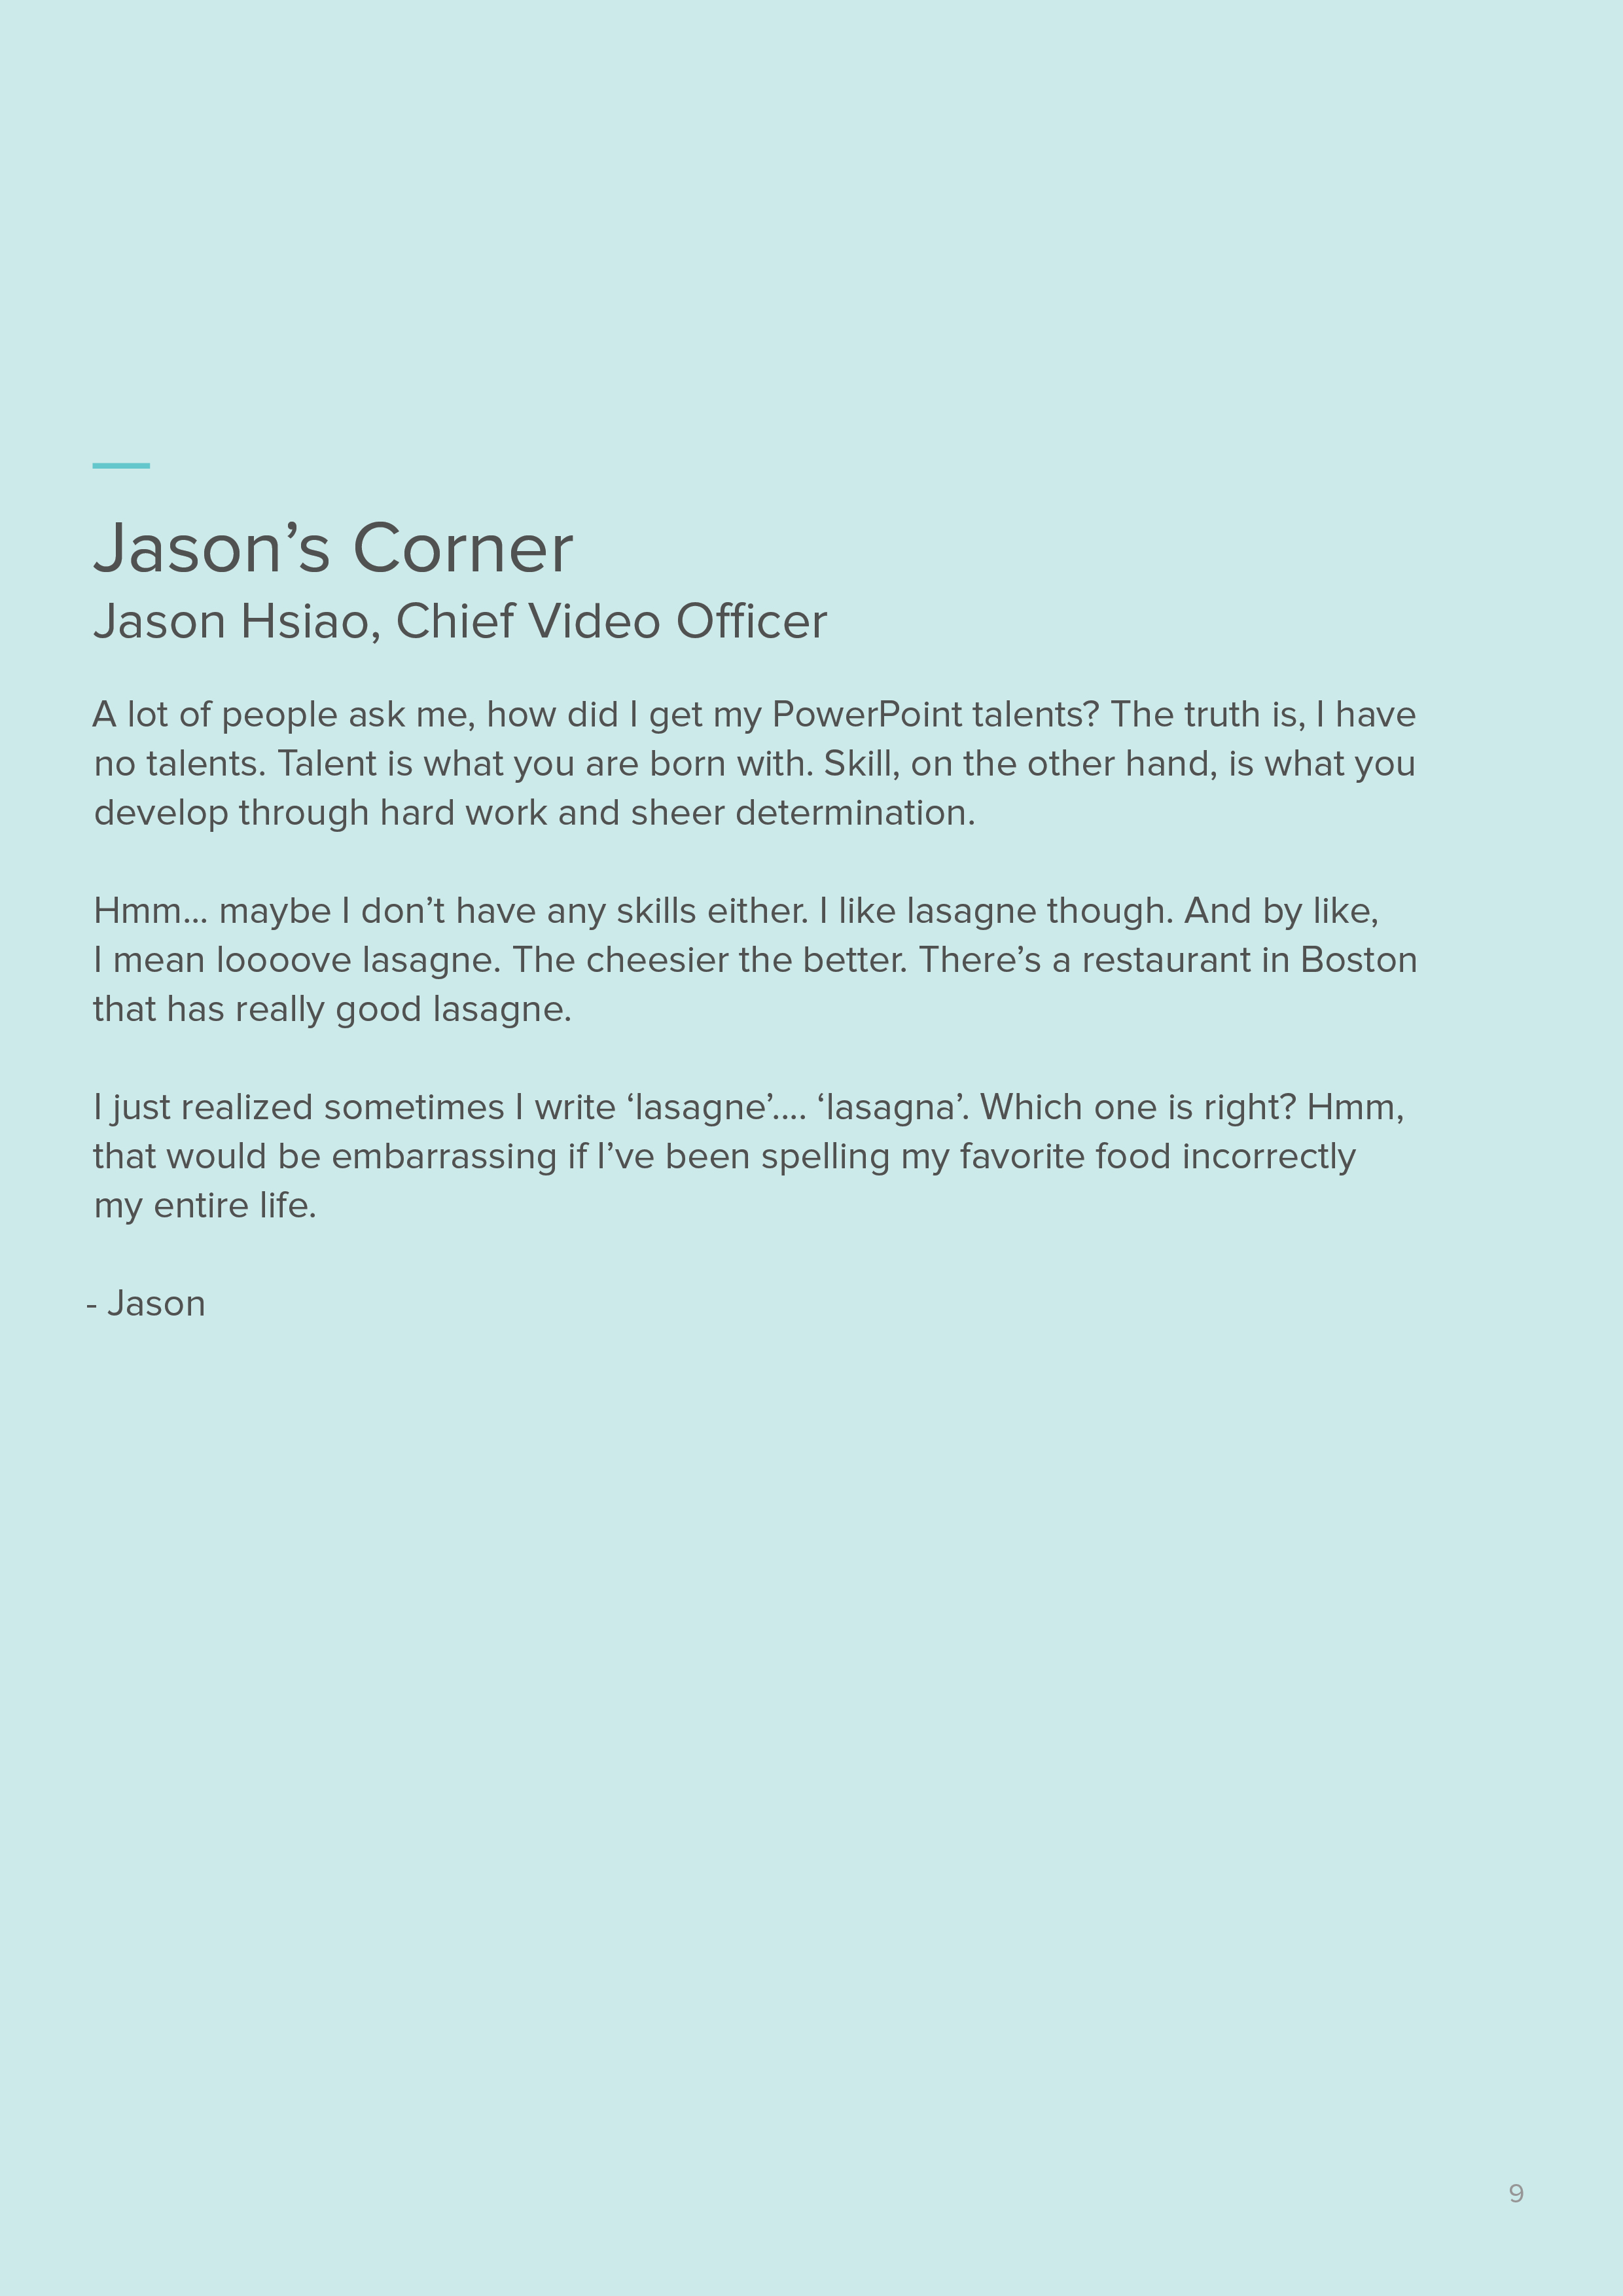 Jason’s Corner
Jason Hsiao, Chief Video Officer
A lot of people ask me, how did I get my PowerPoint talents? The truth is, I have
no talents. Talent is what you are born with. Skill, on the other hand, is what you
develop through hard work and sheer determination.
Hmm... maybe I don’t have any skills either. I like lasagne though. And by like,
I mean loooove lasagne. The cheesier the better. There’s a restaurant in Boston
that has really good lasagne.
I just realized sometimes I write ‘lasagne’.... ‘lasagna’. Which one is right? Hmm,
that would be embarrassing if I’ve been spelling my favorite food incorrectly
my entire life.
- Jason
9